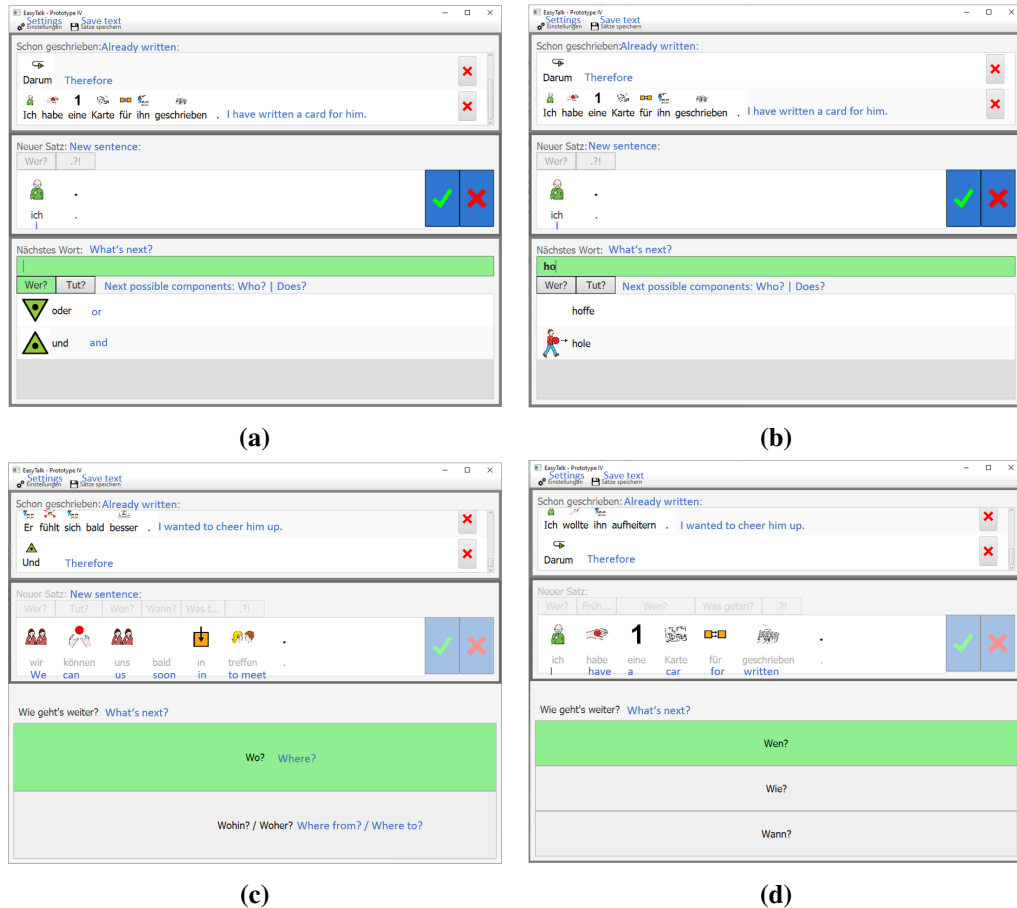 EasyTalk - Prototype IV
Settings Save text
Einstellungen Sätze speichern
Schon geschrieben: Already written:
Darum Therefore
1
Ich habe eine Karte für ihn geschrieben . I have written a card for him.
Neuer Satz: New sentence:
Wer? .?!
.
ich .
I
Nächstes Wort: What's next?
Wer? Tut? Next possible components: Who? | Does?
oder or
und and
(a)
EasyTalk - Prototype IV
Settings Save text
Einstellungen Sätze speichern
Schon geschrieben: Already written:
Darum Therefore
1
Ich habe eine Karte für ihn geschrieben . I have written a card for him.
Neuer Satz: New sentence:
Wer? .?!
.
ich .
I
Nächstes Wort: What's next?
ho
Wer? Tut? Next possible components: Who? | Does?
hoffe
hole
(b)
EasyTalk - Prototype IV
Settings Save text
Einstellungen Sätze speichern
Schon geschrieben: Already written:
Er fühlt sich bald besser . I wanted to cheer him up.
Und Therefore
Neuer Satz: New sentence:
Wer? Tut? Wen? Wann? Was t... .?!
.
wir können uns bald in treffen .
We can us soon in to meet
Wie geht's weiter? What's next?
Wo? Where?
Wohin? / Woher? Where from? / Where to?
(c)
EasyTalk - Prototype IV
Settings Save text
Einstellungen Sätze speichern
Schon geschrieben: Already written:
Ich wollte ihn aufheitern . I wanted to cheer him up.
Darum Therefore
Neuer Satz:
Wer? Früh... Wen? Was getan? .?!
1 .
ich habe eine Karte für geschrieben .
I have a car for written
Wie geht's weiter? What's next?
Wen?
Wie?
Wann?
(d)